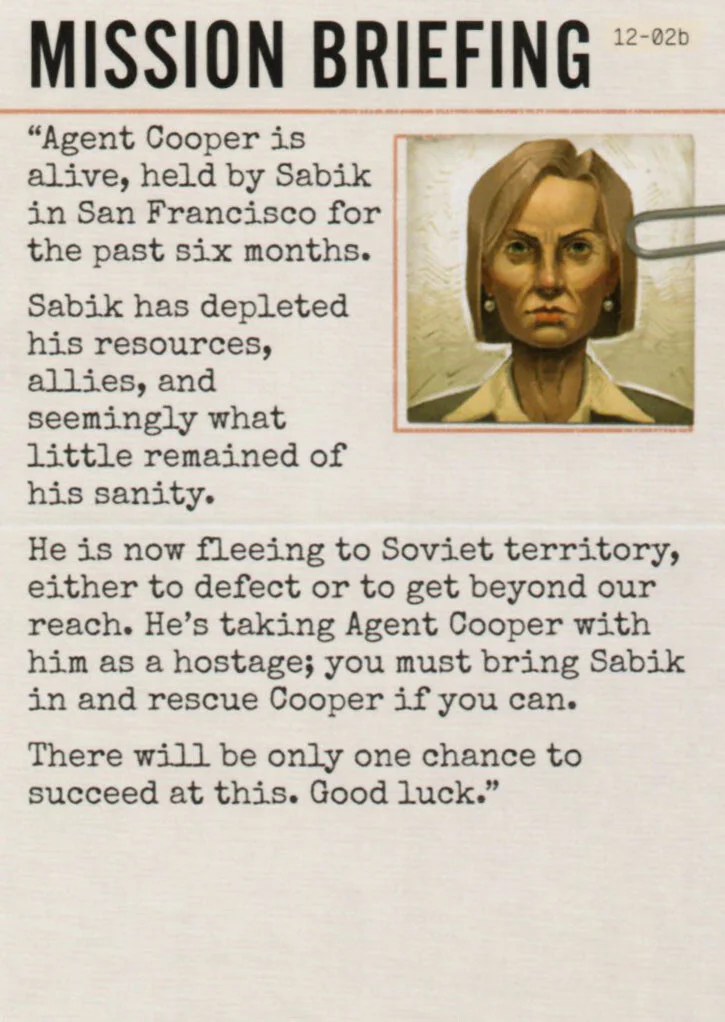 MISSION BRIEFING 12-02b
“Agent Cooper is
alive, held by Sabik
in San Francisco for
the past six months.
Sabik has depleted
his resources,
allies, and
seemingly what
little remained of
his sanity.
He is now fleeing to Soviet territory,
either to defect or to get beyond our
reach. He’s taking Agent Cooper with
him as a hostage; you must bring Sabik
in and rescue Cooper if you can.
There will be only one chance to
succeed at this. Good luck.”